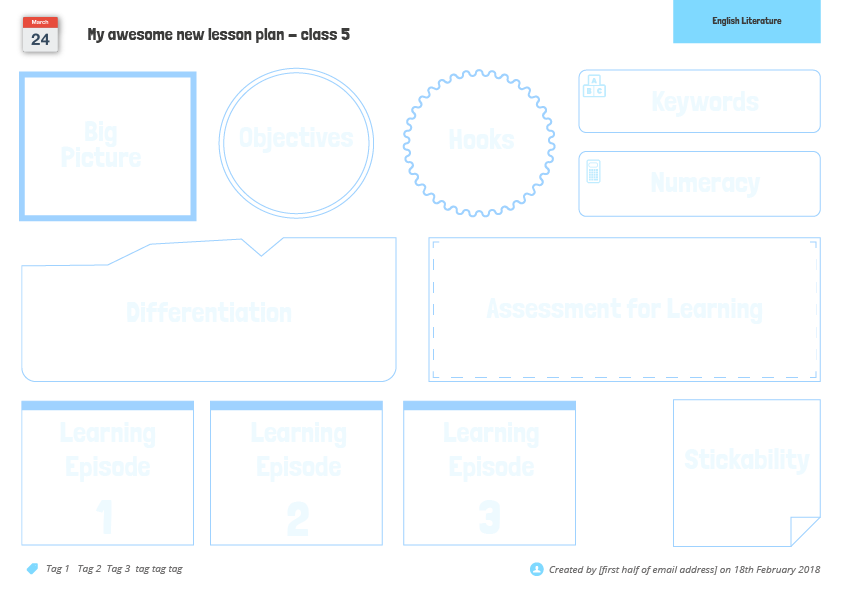 March
24
My awesome new lesson plan – class 5
English Literature
Big
Picture
Objectives
Hooks
A
B C
Keywords
Numeracy
Differentiation
Assessment for Learning
Learning
Episode
1
Learning
Episode
2
Learning
Episode
3
Stickability
Tag 1 Tag 2 Tag 3 tag tag tag
Created by [first half of email address] on 18th February 2018